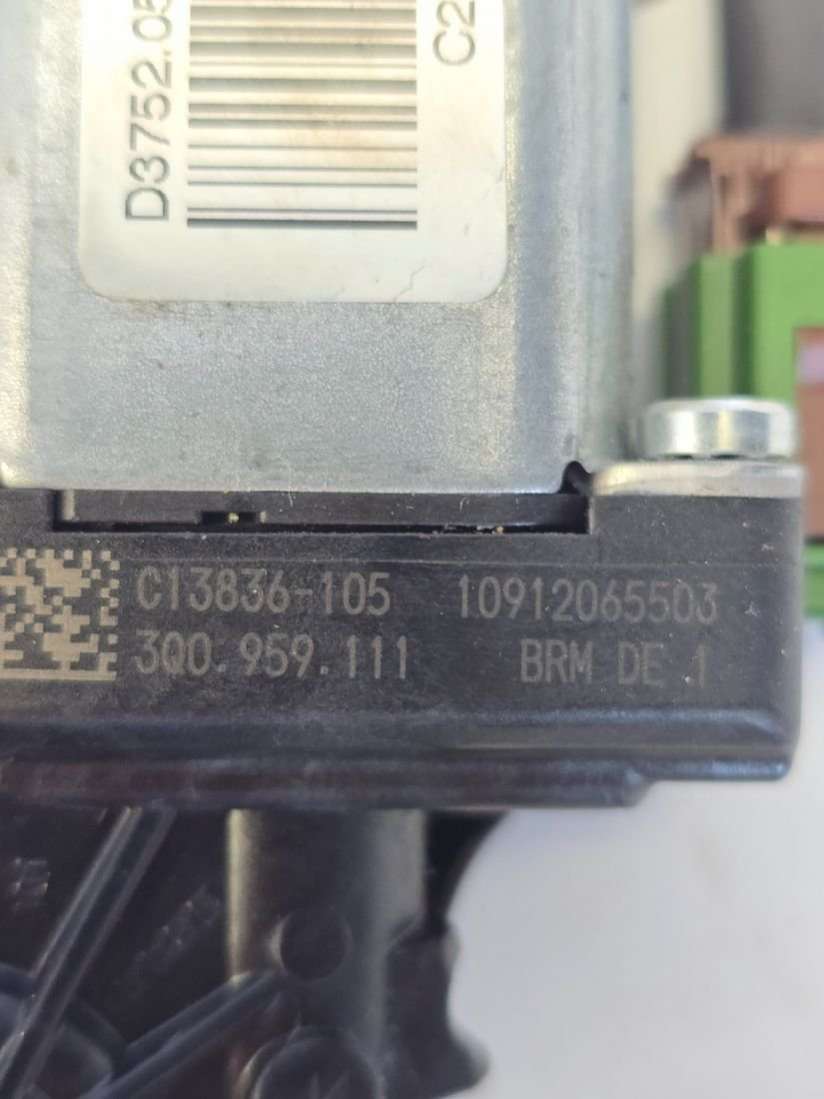 D3752.05
C2
C13836-105 10912065503
3Q0.959.111 BRM DE 1